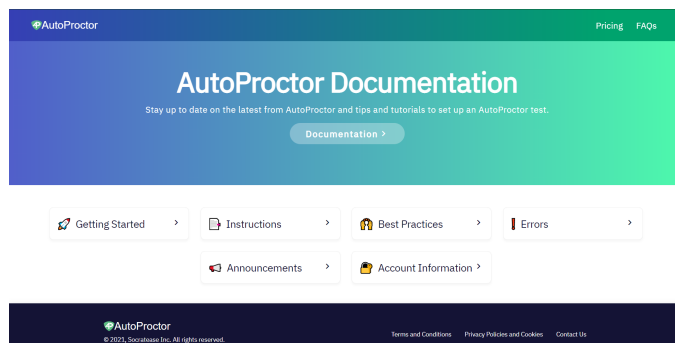 AutoProctor
Pricing FAQs
AutoProctor Documentation
Stay up to date on the latest from AutoProctor and tips and tutorials to set up an AutoProctor test.
Documentation >
Getting Started >
Instructions >
Best Practices >
Errors >
Announcements >
Account Information >
AutoProctor
© 2021, Socratease Inc. All rights reserved.
Terms and Conditions Privacy Policies and Cookies Contact Us